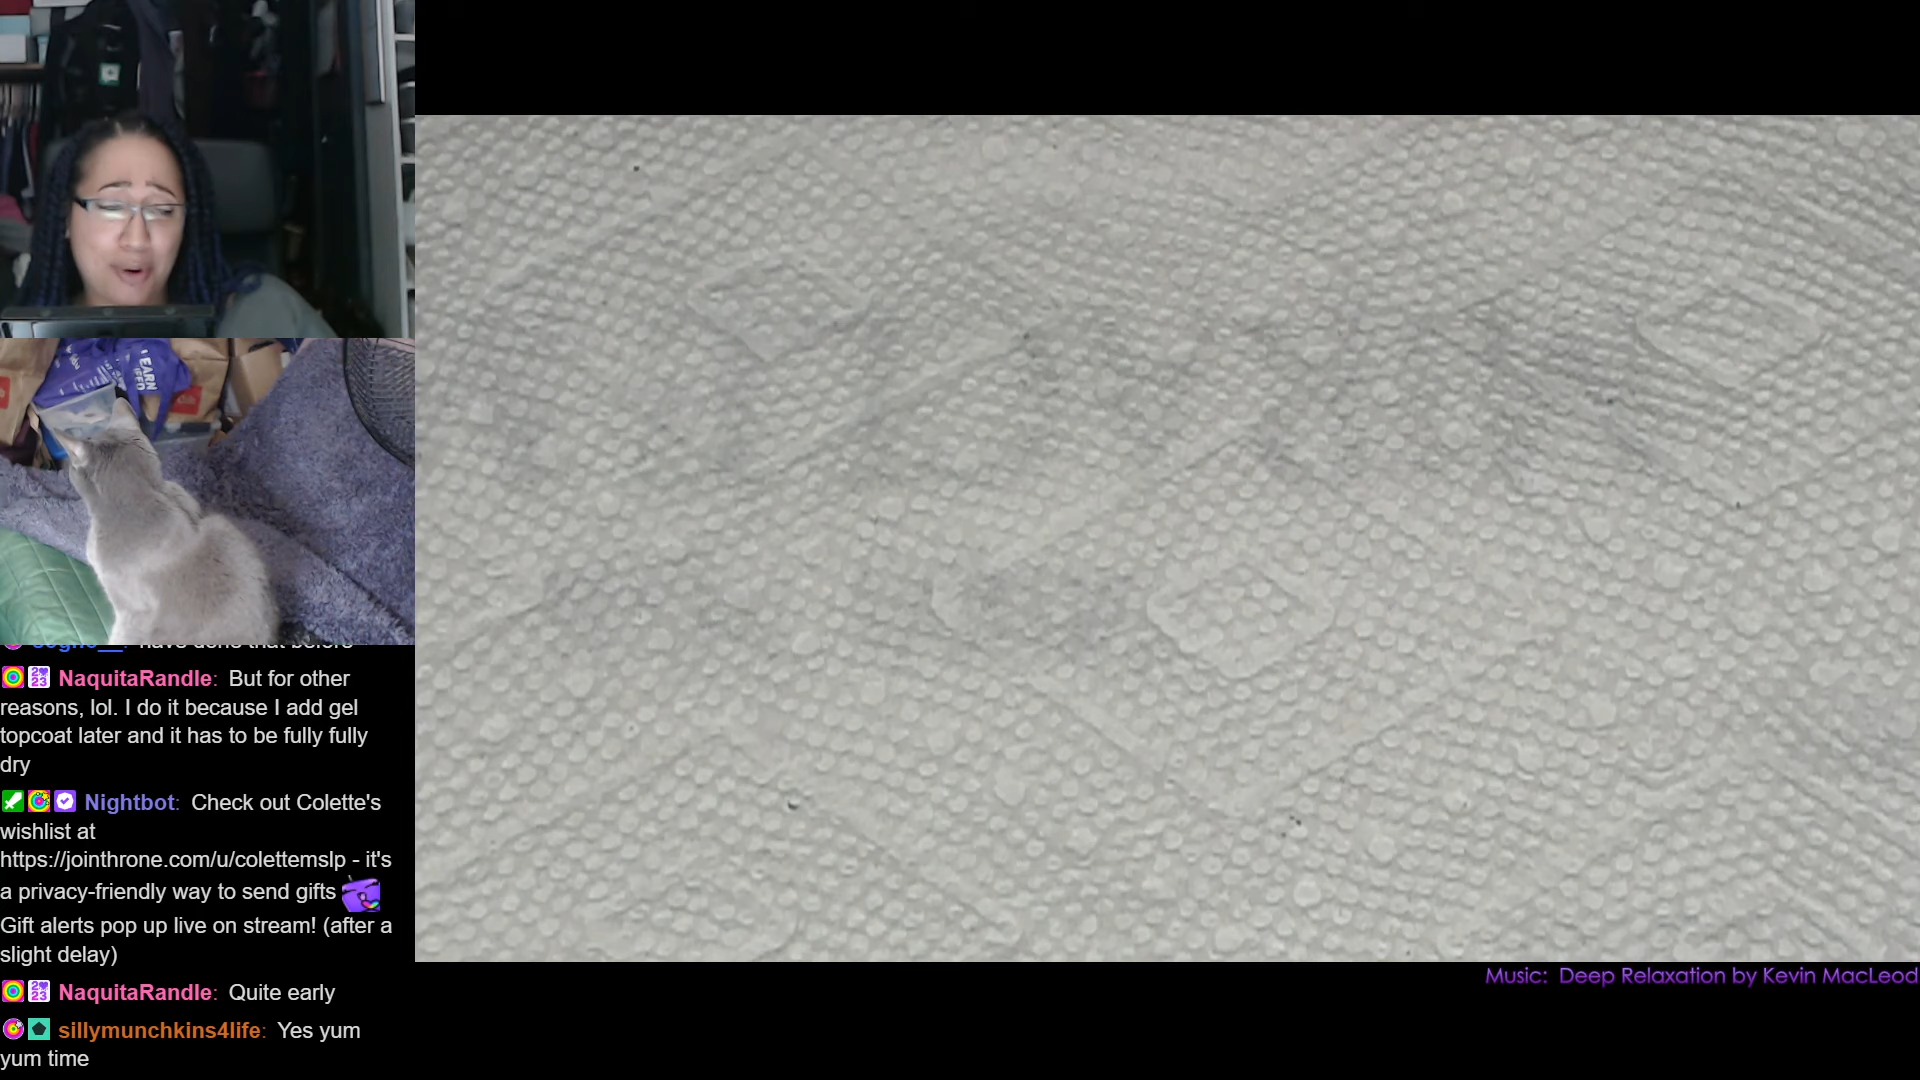 EARN
NaquitaRandle: But for other
reasons, lol. I do it because I add gel
topcoat later and it has to be fully fully
dry
Nightbot: Check out Colette's
wishlist at
https://jointhrone.com/u/colettemslp - it's
a privacy-friendly way to send gifts
Gift alerts pop up live on stream! (after a
slight delay)
NaquitaRandle: Quite early
sillymunchkins4life: Yes yum
yum time
Music: Deep Relaxation by Kevin MacLeod